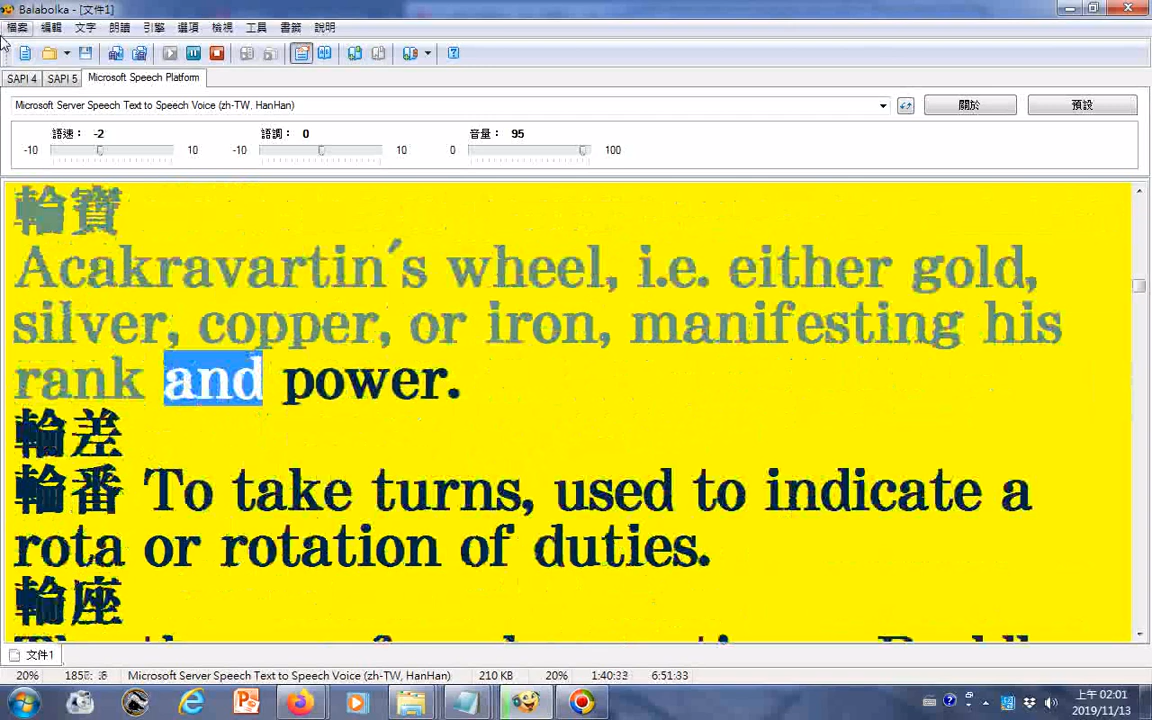 Balabolka - [文件1]
檔案 編輯 文字 朗讀 引擎 選項 檢視 工具 書籤 說明
SAPI 4 SAPI 5 Microsoft Speech Platform
Microsoft Server Speech Text to Speech Voice (zh-TW, HanHan) 關於 預設
語速： -2 語調： 0 音量： 95
-10 10 -10 10 0 100
輪寶
Acakravartin´s wheel, i.e. either gold,
silver, copper, or iron, manifesting his
rank and power.
輪差
輪番 To take turns, used to indicate a
rota or rotation of duties.
輪座
文件1
20% Microsoft Server Speech Text to Speech Voice (zh-TW, HanHan) 210 KB 20% 1:40:33 6:51:33
上午 02:01
2019/11/13